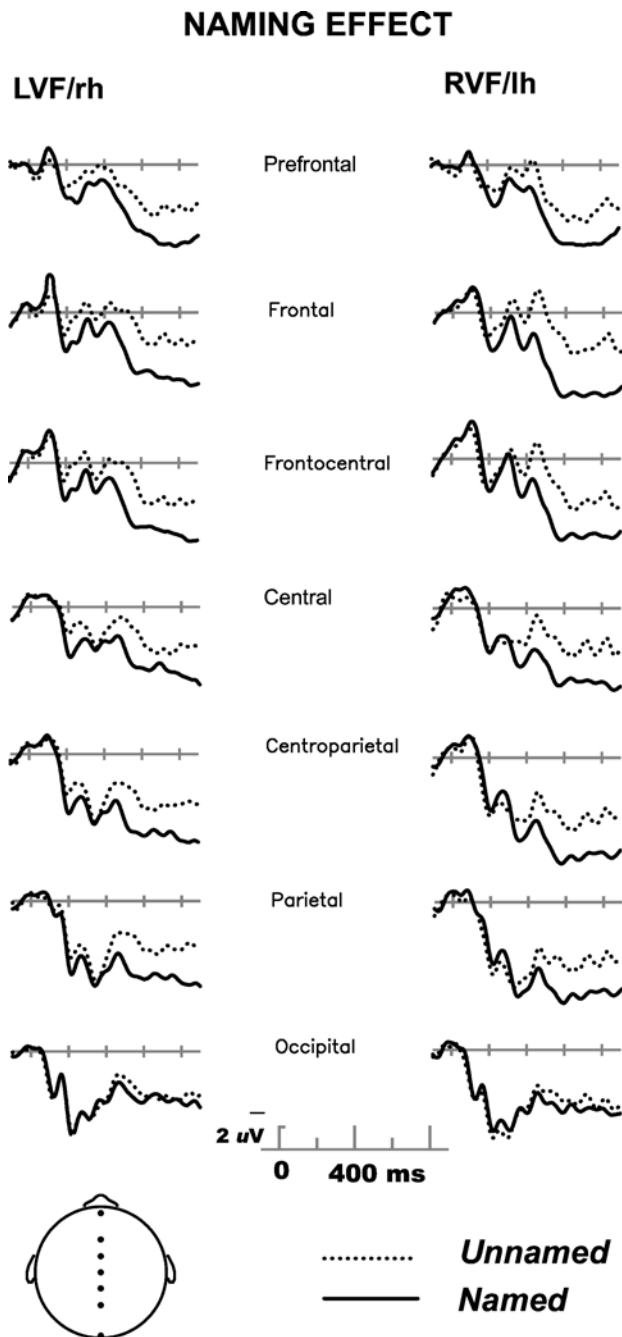 NAMING EFFECT
LVF/rh RVF/lh
Prefrontal
Frontal
Frontocentral
Central
Centroparietal
Parietal
Occipital
2 uV
0 400 ms
Unnamed
Named